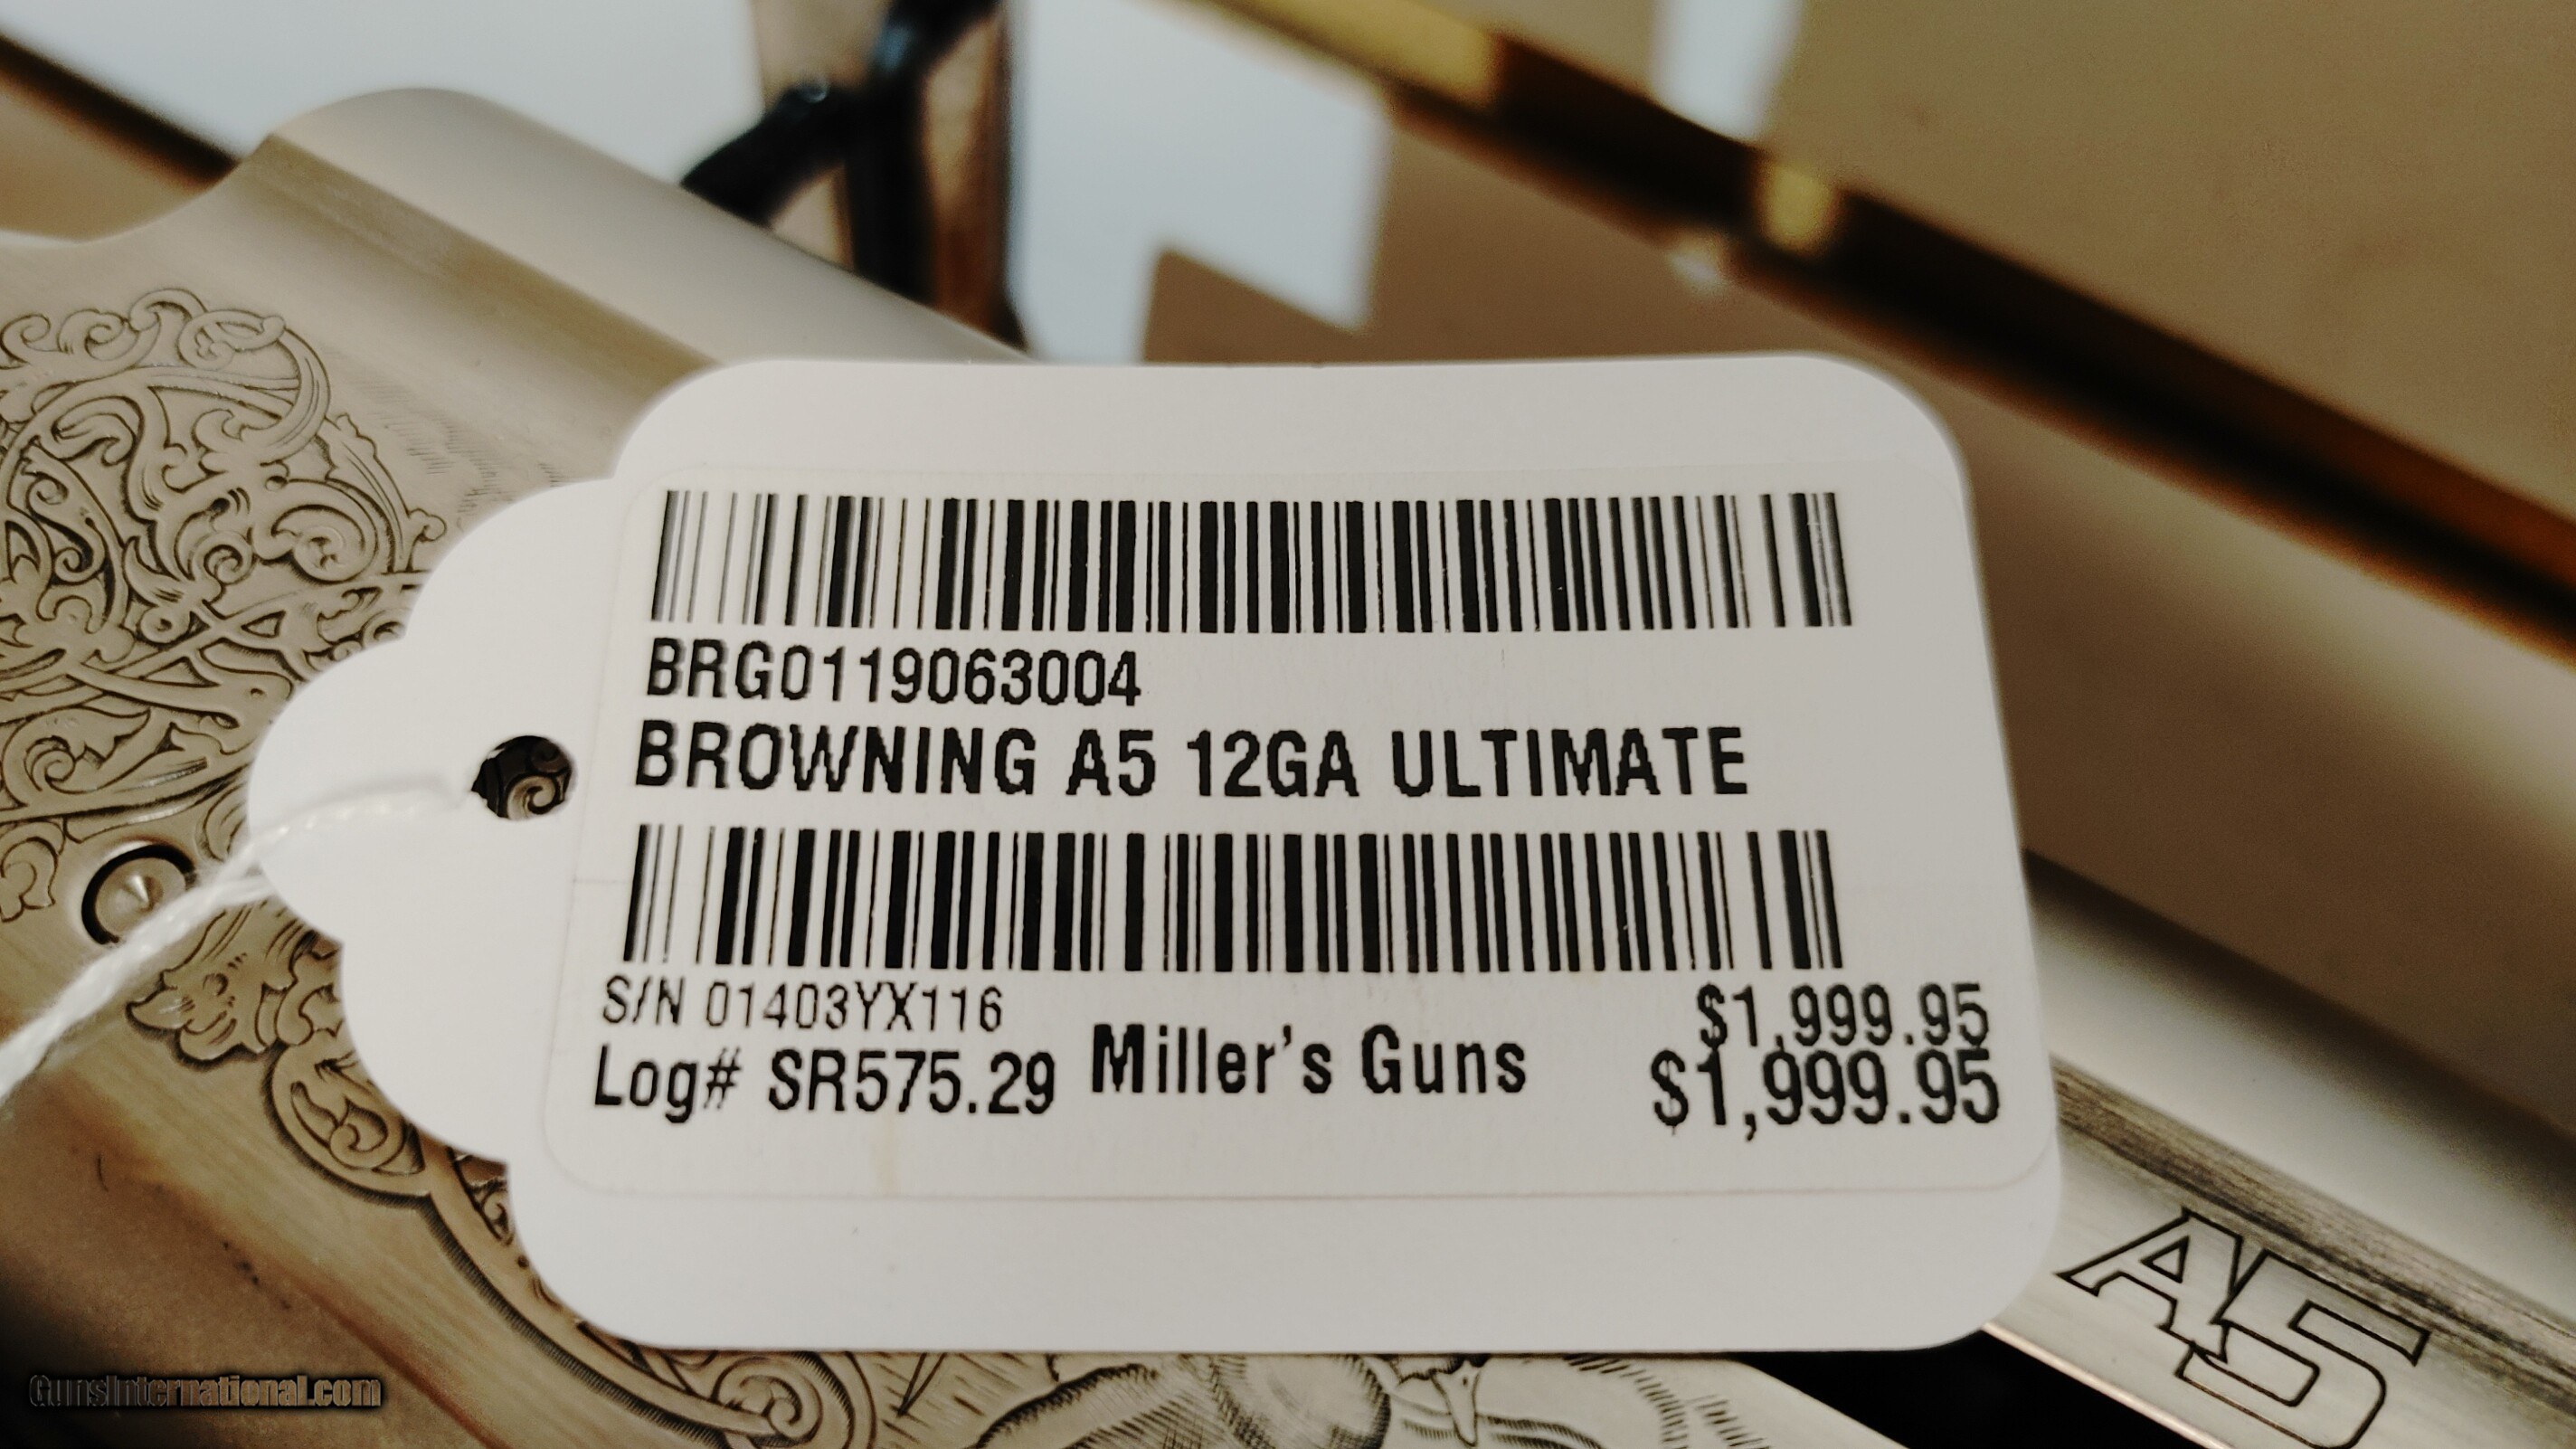 BRG0119063004
BROWNING A5 12GA ULTIMATE
S/N 01403YX116
$1,999.95
Log# SR575.29
Miller's Guns
$1,999.95
A5
GunsInternational.com